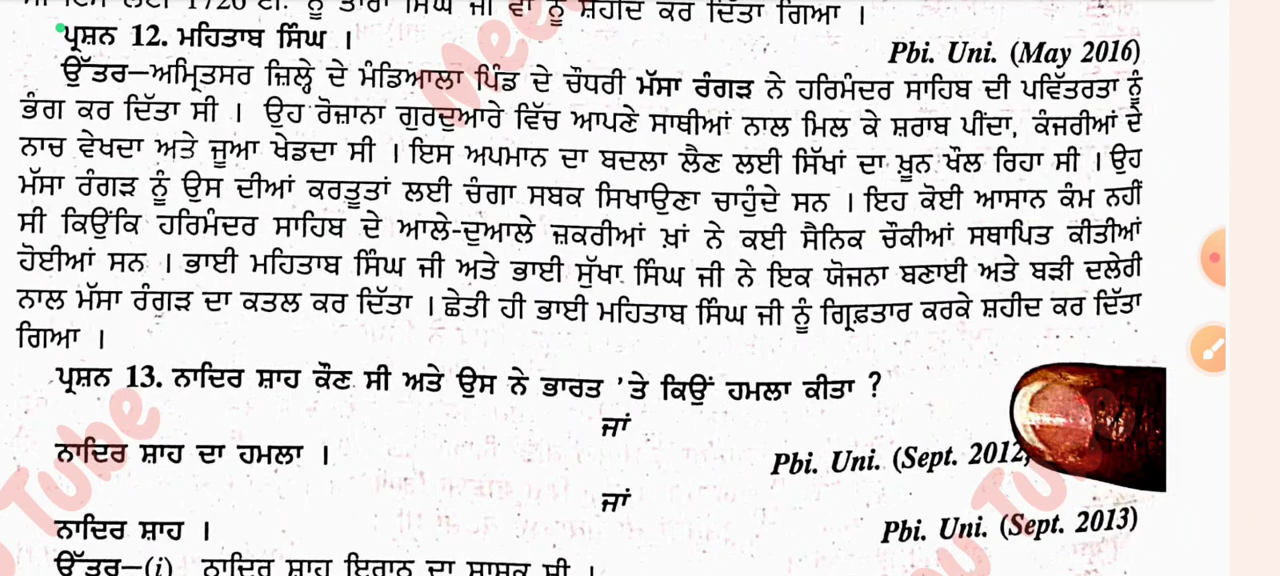 ਪ੍ਰਸ਼ਨ 12. ਮਹਿਤਾਬ ਸਿੰਘ ।
Pbi. Uni. (May 2016)
ਉੱਤਰ—ਅਮ੍ਰਿਤਸਰ ਜ਼ਿਲ੍ਹੇ ਦੇ ਮੰਡਿਆਲਾ ਪਿੰਡ ਦੇ ਚੌਧਰੀ ਮੱਸਾ ਰੰਗੜ ਨੇ ਹਰਿਮੰਦਰ ਸਾਹਿਬ ਦੀ ਪਵਿੱਤਰਤਾ ਨੂੰ
ਭੰਗ ਕਰ ਦਿੱਤਾ ਸੀ । ਉਹ ਰੋਜ਼ਾਨਾ ਗੁਰਦੁਆਰੇ ਵਿੱਚ ਆਪਣੇ ਸਾਥੀਆਂ ਨਾਲ ਮਿਲ ਕੇ ਸ਼ਰਾਬ ਪੀਂਦਾ, ਕੰਜਰੀਆਂ ਦੇ
ਨਾਚ ਵੇਖਦਾ ਅਤੇ ਜੂਆ ਖੇਡਦਾ ਸੀ । ਇਸ ਅਪਮਾਨ ਦਾ ਬਦਲਾ ਲੈਣ ਲਈ ਸਿੱਖਾਂ ਦਾ ਖ਼ੂਨ ਖੌਲ ਰਿਹਾ ਸੀ । ਉਹ
ਮੱਸਾ ਰੰਗੜ ਨੂੰ ਉਸ ਦੀਆਂ ਕਰਤੂਤਾਂ ਲਈ ਚੰਗਾ ਸਬਕ ਸਿਖਾਉਣਾ ਚਾਹੁੰਦੇ ਸਨ । ਇਹ ਕੋਈ ਆਸਾਨ ਕੰਮ ਨਹੀਂ
ਸੀ ਕਿਉਂਕਿ ਹਰਿਮੰਦਰ ਸਾਹਿਬ ਦੇ ਆਲੇ-ਦੁਆਲੇ ਜ਼ਕਰੀਆਂ ਖ਼ਾਂ ਨੇ ਕਈ ਸੈਨਿਕ ਚੌਕੀਆਂ ਸਥਾਪਿਤ ਕੀਤੀਆਂ
ਹੋਈਆਂ ਸਨ । ਭਾਈ ਮਹਿਤਾਬ ਸਿੰਘ ਜੀ ਅਤੇ ਭਾਈ ਸੁੱਖਾ ਸਿੰਘ ਜੀ ਨੇ ਇਕ ਯੋਜਨਾ ਬਣਾਈ ਅਤੇ ਬੜੀ ਦਲੇਰੀ
ਨਾਲ ਮੱਸਾ ਰੰਗੜ ਦਾ ਕਤਲ ਕਰ ਦਿੱਤਾ । ਛੇਤੀ ਹੀ ਭਾਈ ਮਹਿਤਾਬ ਸਿੰਘ ਜੀ ਨੂੰ ਗ੍ਰਿਫ਼ਤਾਰ ਕਰਕੇ ਸ਼ਹੀਦ ਕਰ ਦਿੱਤਾ
ਗਿਆ ।
ਪ੍ਰਸ਼ਨ 13. ਨਾਦਿਰ ਸ਼ਾਹ ਕੌਣ ਸੀ ਅਤੇ ਉਸ ਨੇ ਭਾਰਤ 'ਤੇ ਕਿਉਂ ਹਮਲਾ ਕੀਤਾ ?
ਜਾਂ
ਨਾਦਿਰ ਸ਼ਾਹ ਦਾ ਹਮਲਾ ।
Pbi. Uni. (Sept. 2012,
ਜਾਂ
ਨਾਦਿਰ ਸ਼ਾਹ ।
Pbi. Uni. (Sept. 2013)
ਉੱਤਰ—(i) ਨਾਦਿਰ ਸ਼ਾਹ ਇਰਾਨ ਦਾ ਸ਼ਾਸਕ ਸੀ ।